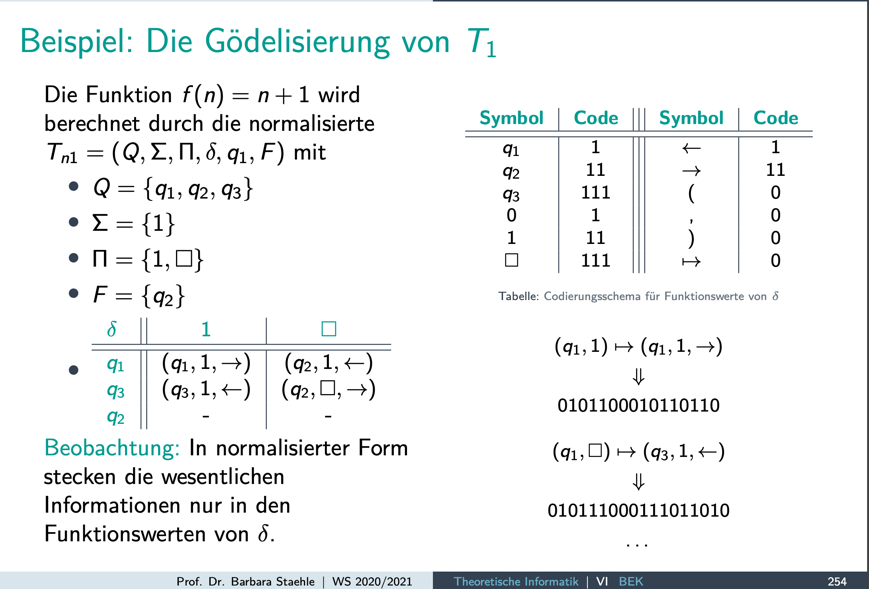 Beispiel: Die Gödelisierung von T₁
Die Funktion f(n) = n + 1 wird
berechnet durch die normalisierte
Tₙ₁ = (Q, Σ, Π, δ, q₁, F) mit
• Q = {q₁, q₂, q₃}
• Σ = {1}
• Π = {1, □}
• F = {q₂}
• δ 1 □
q₁ (q₁, 1, →) (q₂, 1, ←)
q₃ (q₃, 1, ←) (q₂, □, →)
q₂ - -
Beobachtung: In normalisierter Form
stecken die wesentlichen
Informationen nur in den
Funktionswerten von δ.
Symbol Code Symbol Code
q₁ 1 ← 1
q₂ 11 → 11
q₃ 111 ( 0
0 1 , 0
1 11 ) 0
□ 111 ↦ 0
Tabelle: Codierungsschema für Funktionswerte von δ
(q₁, 1) ↦ (q₁, 1, →)
⇓
0101100010110110
(q₁, □) ↦ (q₃, 1, ←)
⇓
010111000111011010
...
Prof. Dr. Barbara Staehle | WS 2020/2021 Theoretische Informatik | VI BEK 254